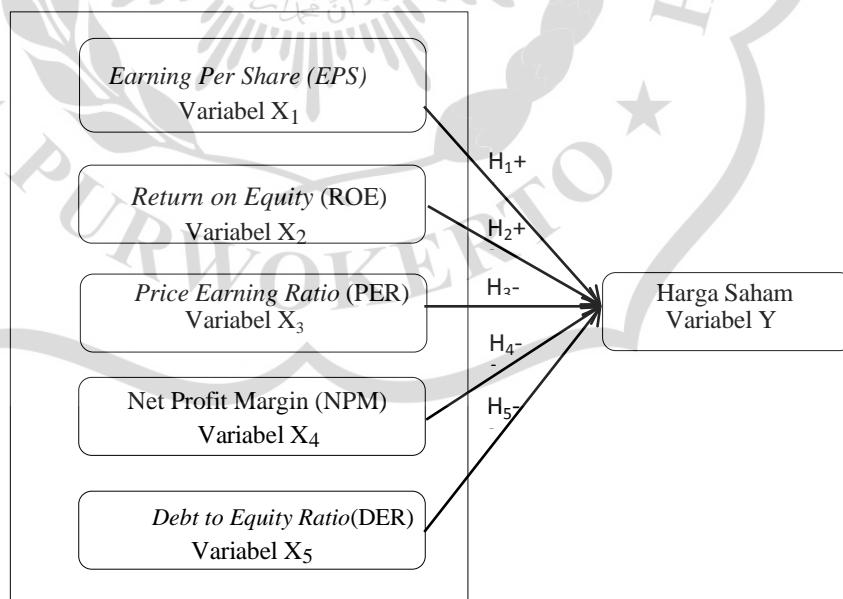 Earning Per Share (EPS)
Variabel X1
H1+
Return on Equity (ROE)
Variabel X2
H2+
Price Earning Ratio (PER)
Variabel X3
H3-
Harga Saham
Variabel Y
Net Profit Margin (NPM)
Variabel X4
H4-
Debt to Equity Ratio(DER)
Variabel X5
H5-
PURWOKERTO